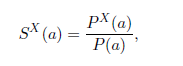 S^X(a) = \frac{P^X(a)}{P(a)},